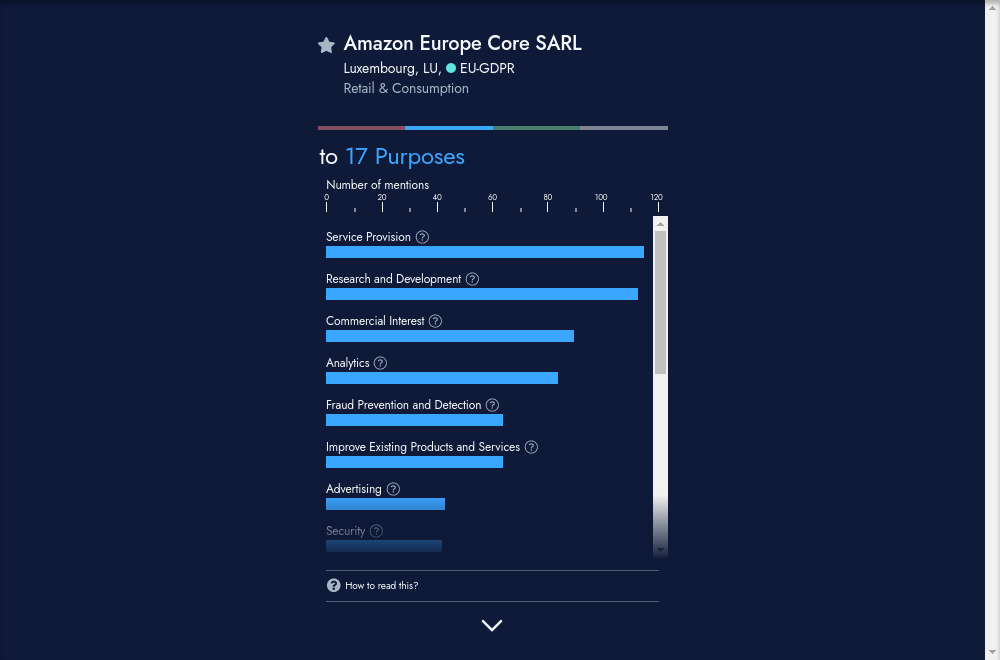 Amazon Europe Core SARL
Luxembourg, LU, EU-GDPR
Retail & Consumption
to 17 Purposes
Number of mentions
0 20 40 60 80 100 120
Service Provision ?
Research and Development ?
Commercial Interest ?
Analytics ?
Fraud Prevention and Detection ?
Improve Existing Products and Services ?
Advertising ?
Security ?
? How to read this?